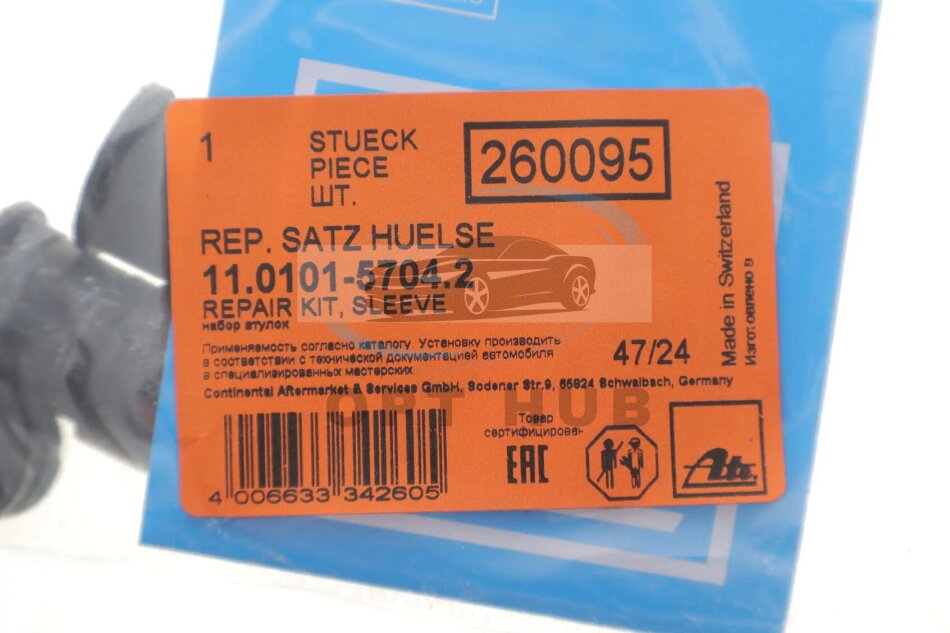 1
STUECK
PIECE
ШТ.
260095
REP. SATZ HUELSE
11.0101-5704.2
REPAIR KIT, SLEEVE
набор втулок
Применяемость согласно каталогу Установку производить
в соответствии с технической документацией автомобиля
в специализированных мастерских
47/24
Made in Switzerland
Изготовлено в
Continental Aftermarket & Services GmbH, Sodener Str.9, 65824 Schwalbach, Germany
OPT HUB
Товар
сертифицирован
EAC
Ate
4 006633 342605